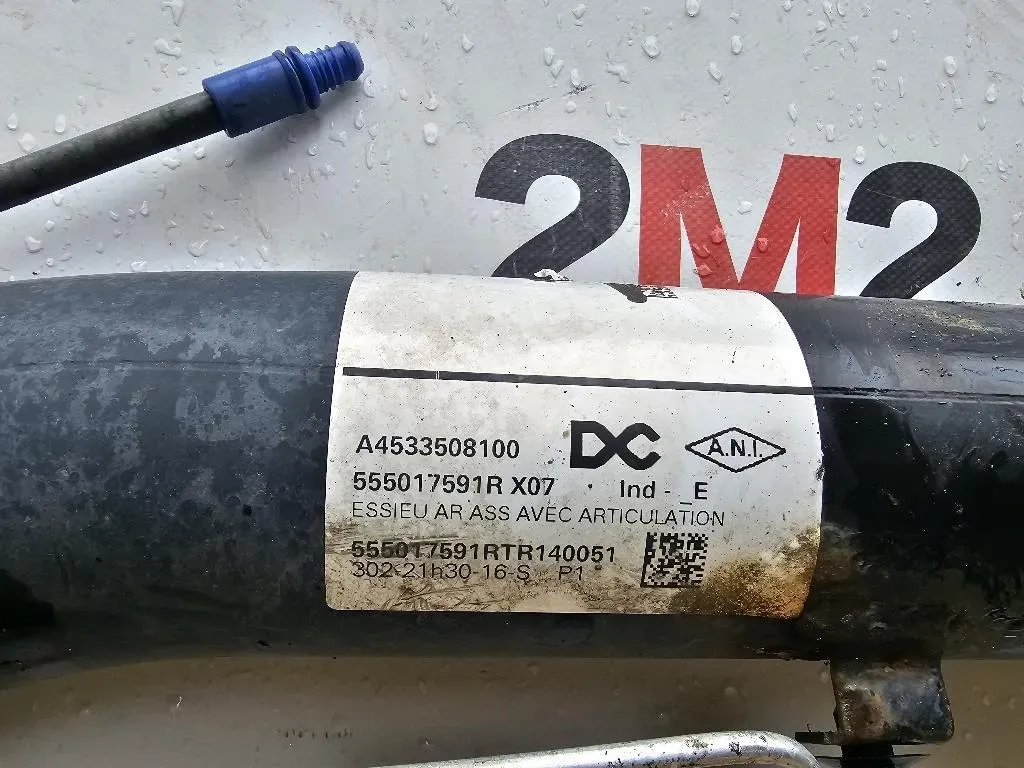 2M2
A4533508100 DC A.N.I.
555017591R X07 Ind - _E
ESSIEU AR ASS AVEC ARTICULATION
555017591RTR140051
302-21h30-16-S P1